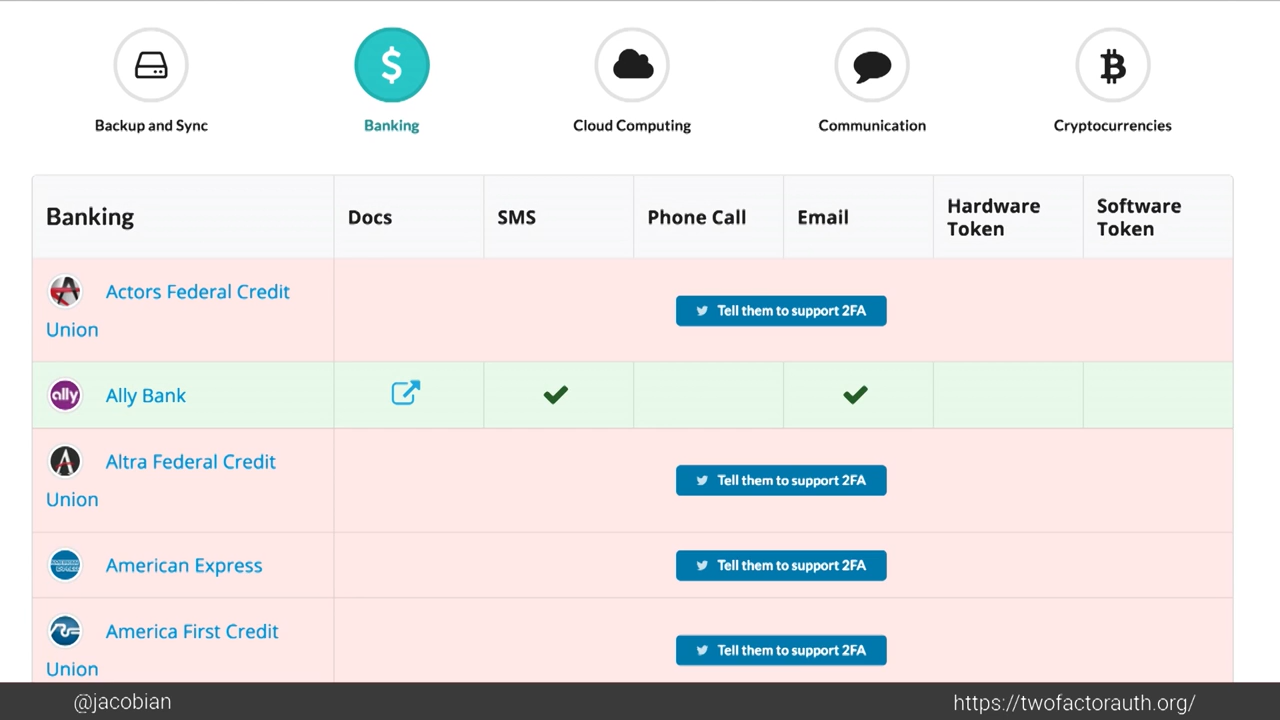 Backup and Sync
Banking
Cloud Computing
Communication
Cryptocurrencies
Banking
Docs
SMS
Phone Call
Email
Hardware
Token
Software
Token
Actors Federal Credit
Union
Tell them to support 2FA
ally
Ally Bank
Altra Federal Credit
Union
Tell them to support 2FA
American Express
Tell them to support 2FA
America First Credit
Union
Tell them to support 2FA
@jacobian
https://twofactorauth.org/